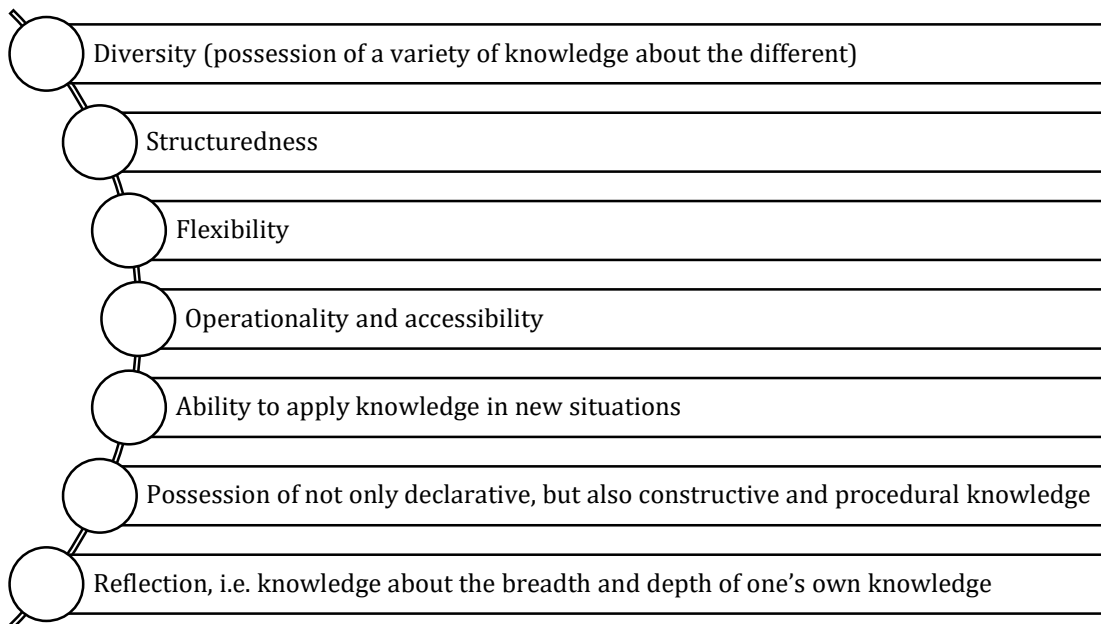 Diversity (possession of a variety of knowledge about the different)
Structuredness
Flexibility
Operationality and accessibility
Ability to apply knowledge in new situations
Possession of not only declarative, but also constructive and procedural knowledge
Reflection, i.e. knowledge about the breadth and depth of one’s own knowledge